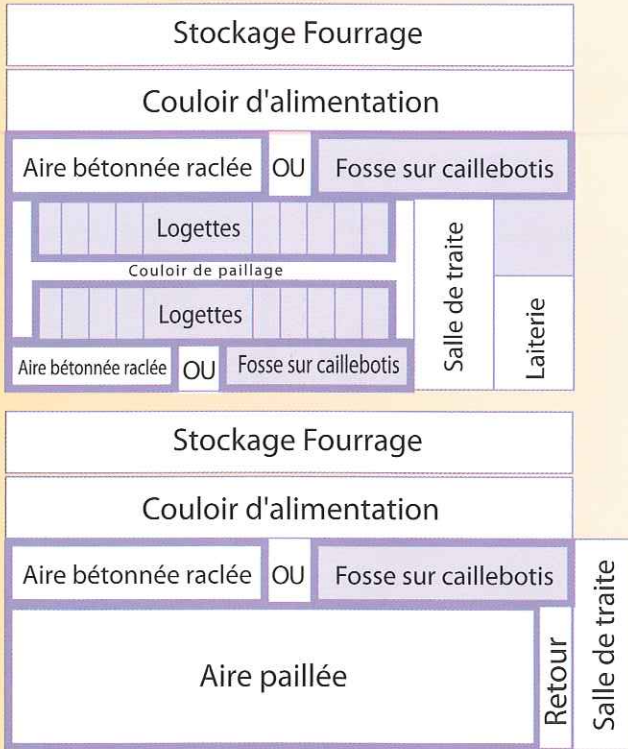 Stockage Fourrage
Couloir d'alimentation
Aire bétonnée raclée OU Fosse sur caillebotis
Logettes
Couloir de paillage
Logettes
Aire bétonnée raclée OU Fosse sur caillebotis
Salle de traite
Laiterie
Stockage Fourrage
Couloir d'alimentation
Aire bétonnée raclée OU Fosse sur caillebotis
Aire paillée
Retour
Salle de traite